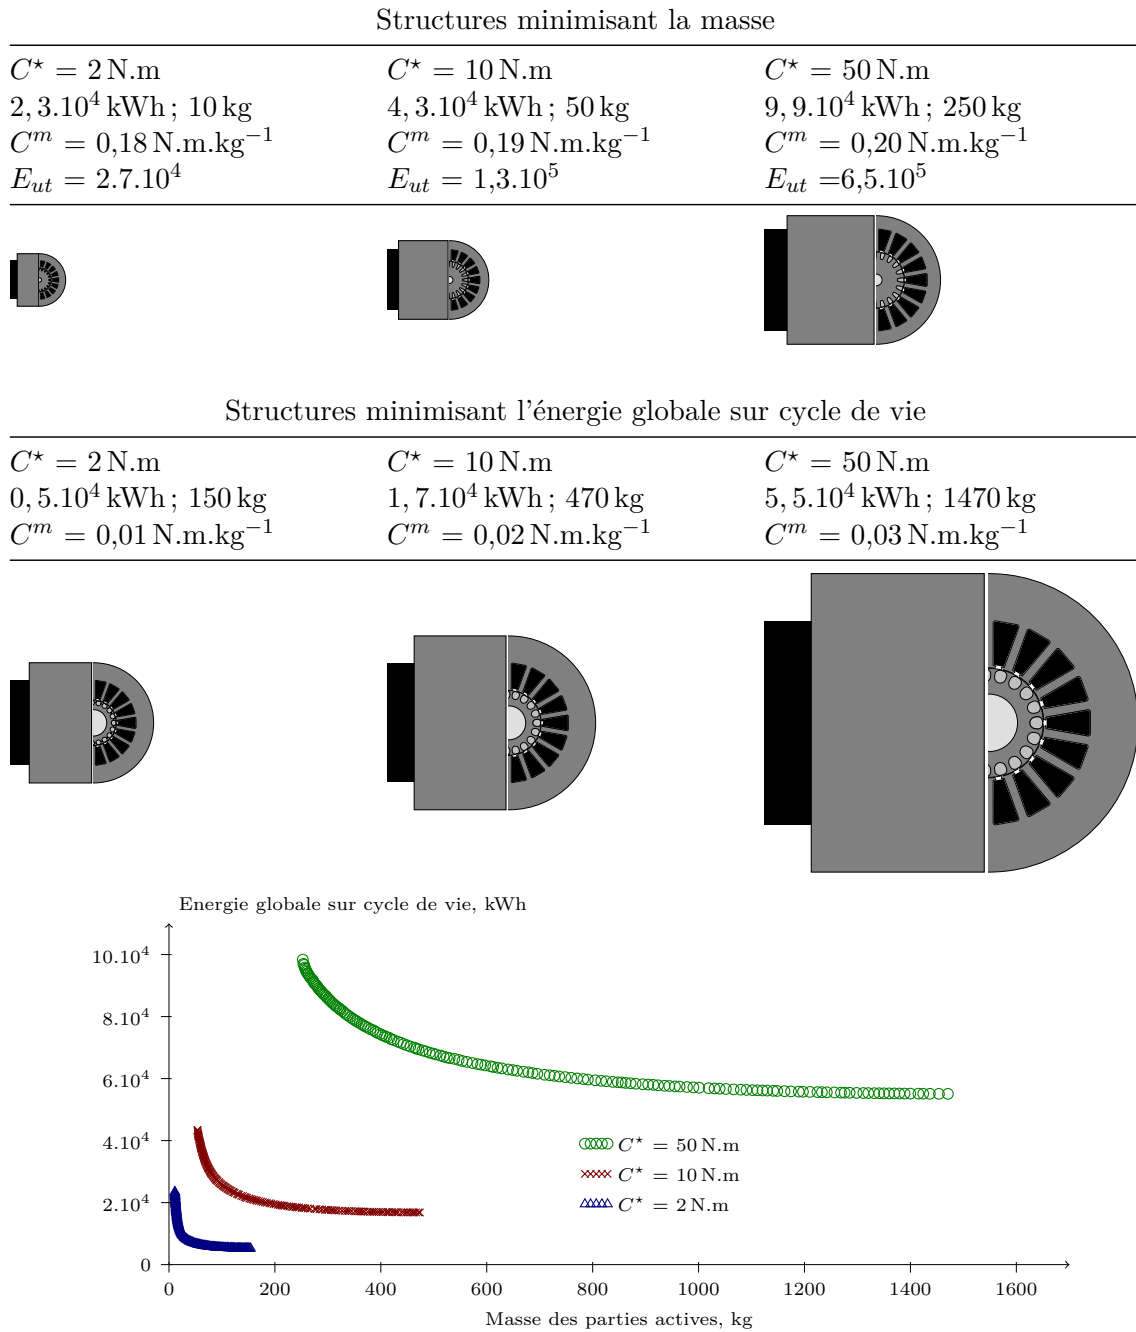 Structures minimisant la masse
C⋆ = 2 N.m C⋆ = 10 N.m C⋆ = 50 N.m
2, 3.10⁴ kWh ; 10 kg 4, 3.10⁴ kWh ; 50 kg 9, 9.10⁴ kWh ; 250 kg
Cᵐ = 0,18 N.m.kg⁻¹ Cᵐ = 0,19 N.m.kg⁻¹ Cᵐ = 0,20 N.m.kg⁻¹
E_ut = 2.7.10⁴ E_ut = 1,3.10⁵ E_ut =6,5.10⁵
Structures minimisant l'énergie globale sur cycle de vie
C⋆ = 2 N.m C⋆ = 10 N.m C⋆ = 50 N.m
0, 5.10⁴ kWh ; 150 kg 1, 7.10⁴ kWh ; 470 kg 5, 5.10⁴ kWh ; 1470 kg
Cᵐ = 0,01 N.m.kg⁻¹ Cᵐ = 0,02 N.m.kg⁻¹ Cᵐ = 0,03 N.m.kg⁻¹
Energie globale sur cycle de vie, kWh
10.10⁴
8.10⁴
6.10⁴
4.10⁴
2.10⁴
0
C⋆ = 50 N.m
C⋆ = 10 N.m
C⋆ = 2 N.m
0 200 400 600 800 1000 1200 1400 1600
Masse des parties actives, kg